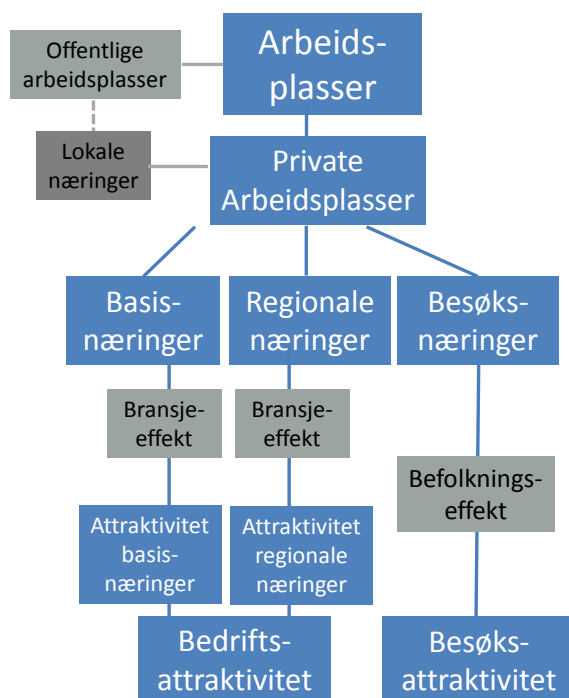 Offentlige
arbeidsplasser
Arbeids-
plasser
Lokale
næringer
Private
Arbeidsplasser
Basis-
næringer
Regionale
næringer
Besøks-
næringer
Bransje-
effekt
Bransje-
effekt
Befolknings-
effekt
Attraktivitet
basis-
næringer
Attraktivitet
regionale
næringer
Bedrifts-
attraktivitet
Besøks-
attraktivitet